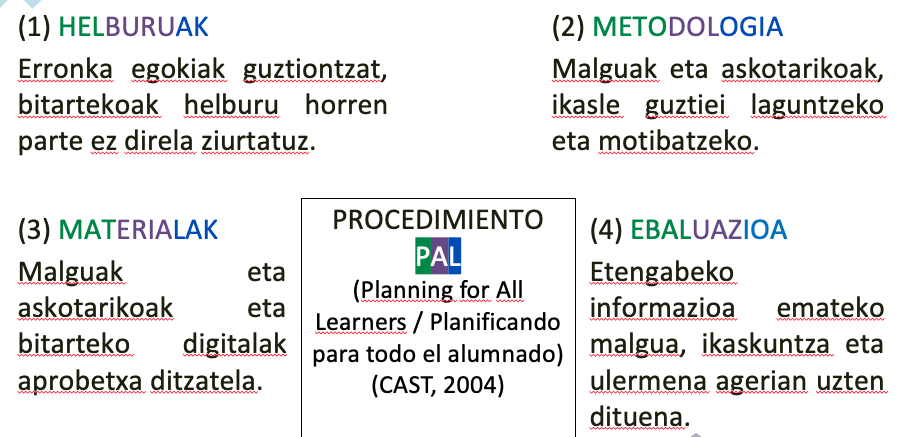 (1) HELBURUAK
Erronka egokiak guztiontzat,
bitartekoak helburu horren
parte ez direla ziurtatuz.
(2) METODOLOGIA
Malguak eta askotarikoak,
ikasle guztiei laguntzeko
eta motibatzeko.
(3) MATERIALAK
Malguak eta
askotarikoak eta
bitarteko digitalak
aprobetxa ditzatela.
PROCEDIMIENTO
PAL
(Planning for All
Learners / Planificando
para todo el alumnado)
(CAST, 2004)
(4) EBALUAZIOA
Etengabeko
informazioa emateko
malgua, ikaskuntza eta
ulermena agerian uzten
dituena.